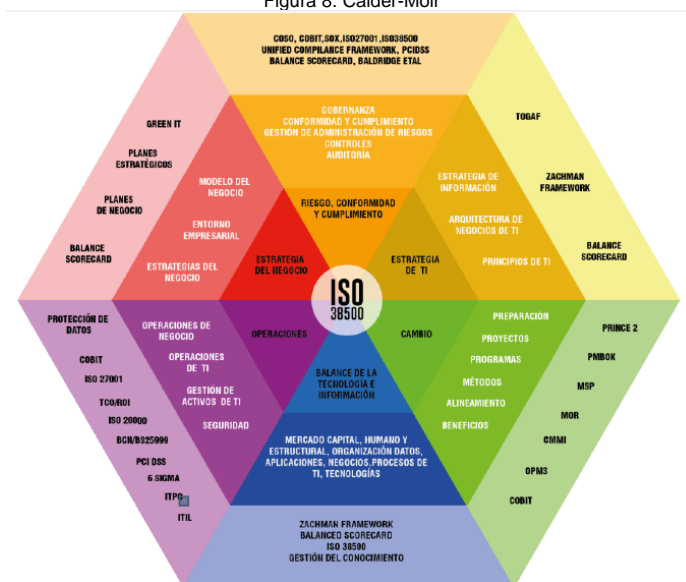 Figura 8. Calder-Moir
COSO, COBIT,SOX,ISO27001,ISO38500
UNIFIED COMPILANCE FRAMEWORK, PCIDSS
BALANCE SCORECARD, BALDRIDGE ETAL
GOBERNANZA
CONFORMIDAD Y CUMPLIMIENTO
GESTIÓN DE ADMINISTRACIÓN DE RIESGOS
CONTROLES
AUDITORÍA
RIESGO, CONFORMIDAD
Y CUMPLIMIENTO
GREEN IT
PLANES
ESTRATÉGICOS
PLANES
DE NEGOCIO
BALANCE
SCORECARD
MODELO DEL
NEGOCIO
ENTORNO
EMPRESARIAL
ESTRATEGIAS DEL
NEGOCIO
ESTRATEGIA
DEL NEGOCIO
ESTRATEGIA
DE TI
ESTRATEGIA DE
INFORMACIÓN
ARQUITECTURA DE
NEGOCIOS DE TI
PRINCIPIOS DE TI
TOGAF
ZACHMAN
FRAMEWORK
BALANCE
SCORECARD
ISO
38500
PROTECCIÓN DE
DATOS
COBIT
ISO 27001
TCO/ROI
ISO 20000
BCN/BS25999
PCI DSS
6 SIGMA
ITIL
OPERACIONES DE
NEGOCIO
OPERACIONES
DE TI
GESTIÓN DE
ACTIVOS DE TI
SEGURIDAD
OPERACIONES
BALANCE DE LA
TECNOLOGÍA E
INFORMACIÓN
CAMBIO
PREPARACIÓN
PROYECTOS
PROGRAMAS
MÉTODOS
ALINEAMIENTO
BENEFICIOS
PRINCE 2
PMBOK
MSP
MOR
CMMI
OPM3
COBIT
MERCADO CAPITAL, HUMANO Y
ESTRUCTURAL, ORGANIZACIÓN DATOS,
APLICACIONES, NEGOCIOS,PROCESOS DE
TI, TECNOLOGÍAS
ZACHMAN FRAMEWORK
BALANCED SCORECARD
ISO 38500
GESTIÓN DEL CONOCIMIENTO